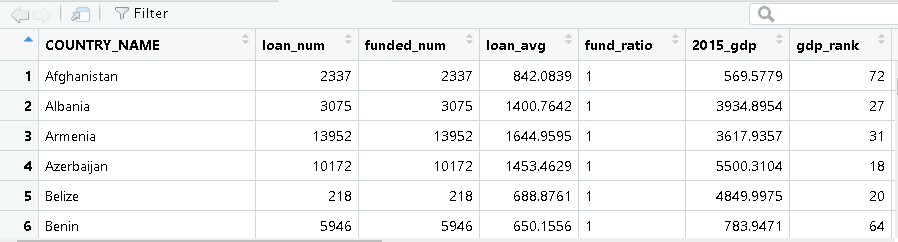 Filter
COUNTRY_NAME loan_num funded_num loan_avg fund_ratio 2015_gdp gdp_rank
1 Afghanistan 2337 2337 842.0839 1 569.5779 72
2 Albania 3075 3075 1400.7642 1 3934.8954 27
3 Armenia 13952 13952 1644.9595 1 3617.9357 31
4 Azerbaijan 10172 10172 1453.4629 1 5500.3104 18
5 Belize 218 218 688.8761 1 4849.9975 20
6 Benin 5946 5946 650.1556 1 783.9471 64